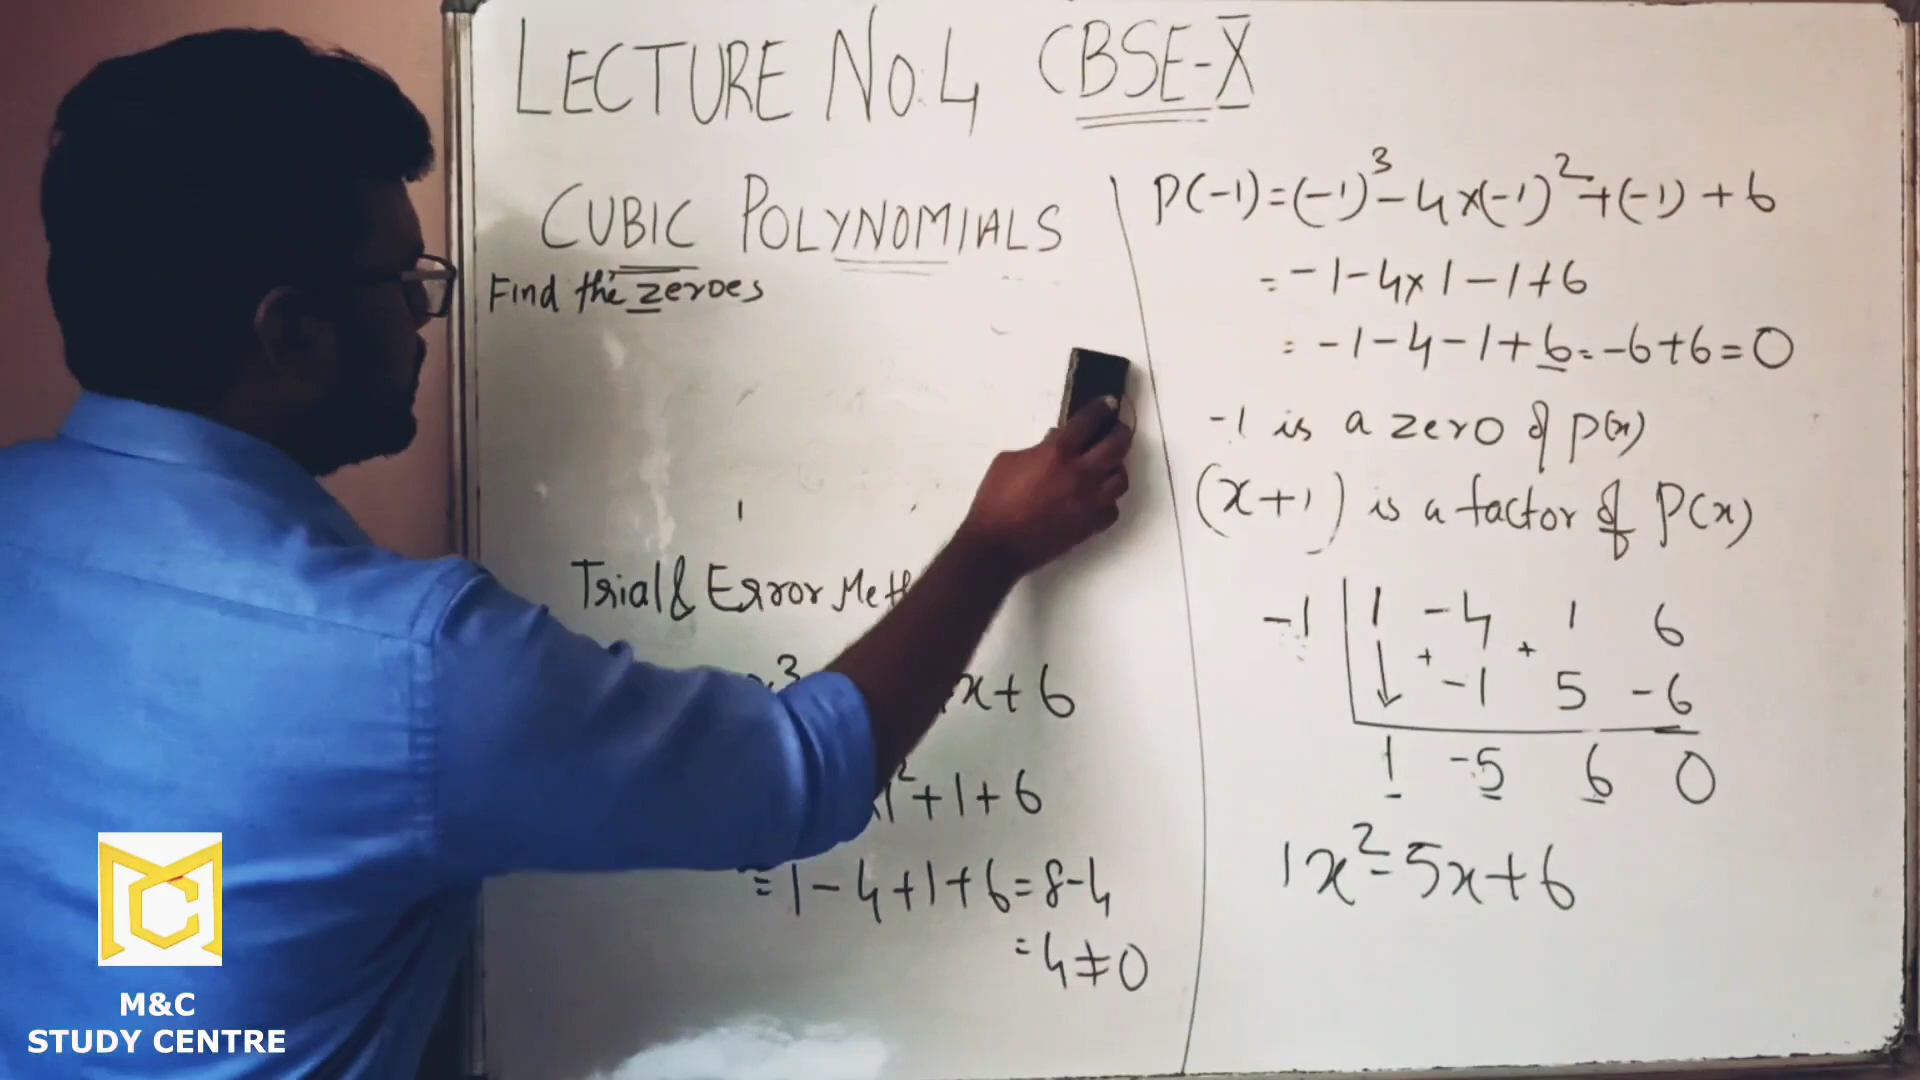 LECTURE No.4 CBSE-X
CUBIC POLYNOMIALS
Find the zeroes
Trial & Error
x+6
²+1+6
= 1-4+1+6=8-4
= 4≠0
P(-1)=(-1)³-4×(-1)²+(-1)+6
= -1-4×1-1+6
= -1-4-1+6=-6+6=0
-1 is a zero of P(x)
(x+1) is a factor of P(x)
-1 1 -4 1 6
+ -1 + 5 -6
1 -5 6 0
1x²-5x+6
M&C
STUDY CENTRE